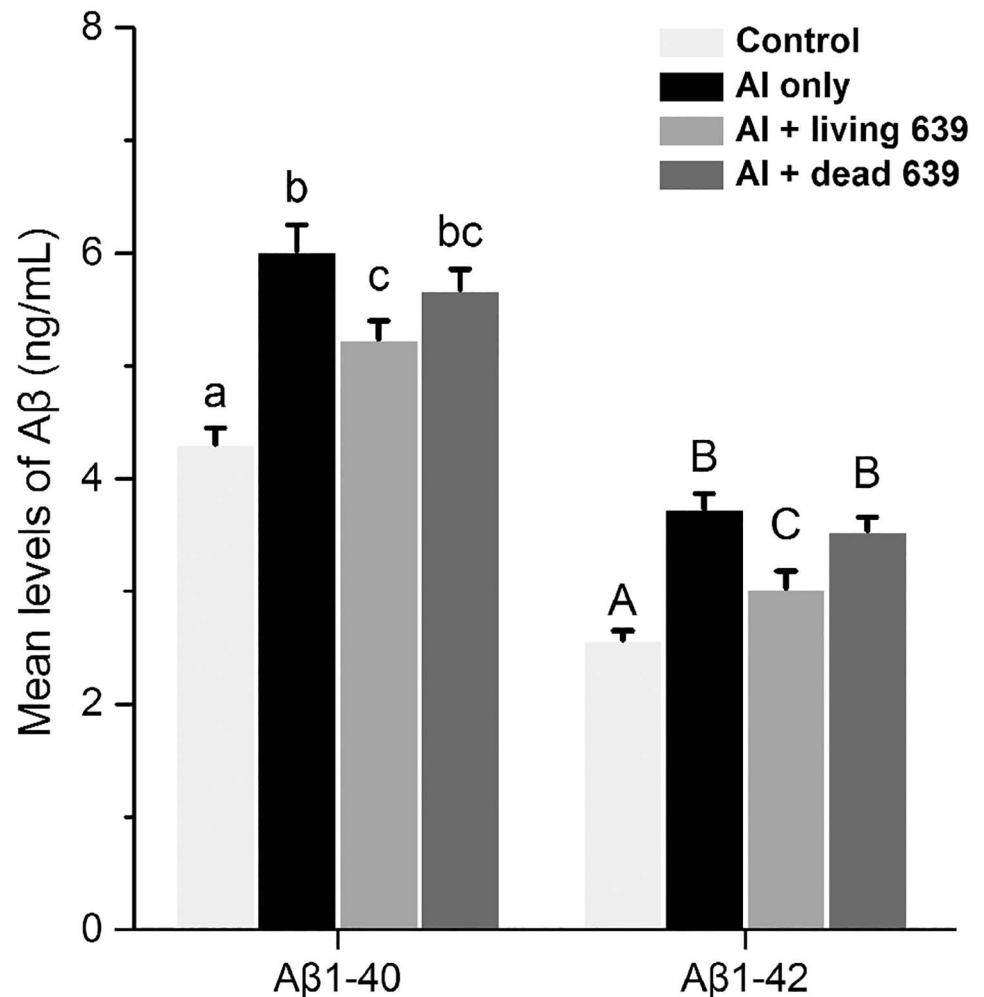 8
6
4
2
0
Mean levels of Aβ (ng/mL)
Control
Al only
Al + living 639
Al + dead 639
a
b
c
bc
A
B
C
B
Aβ1-40
Aβ1-42